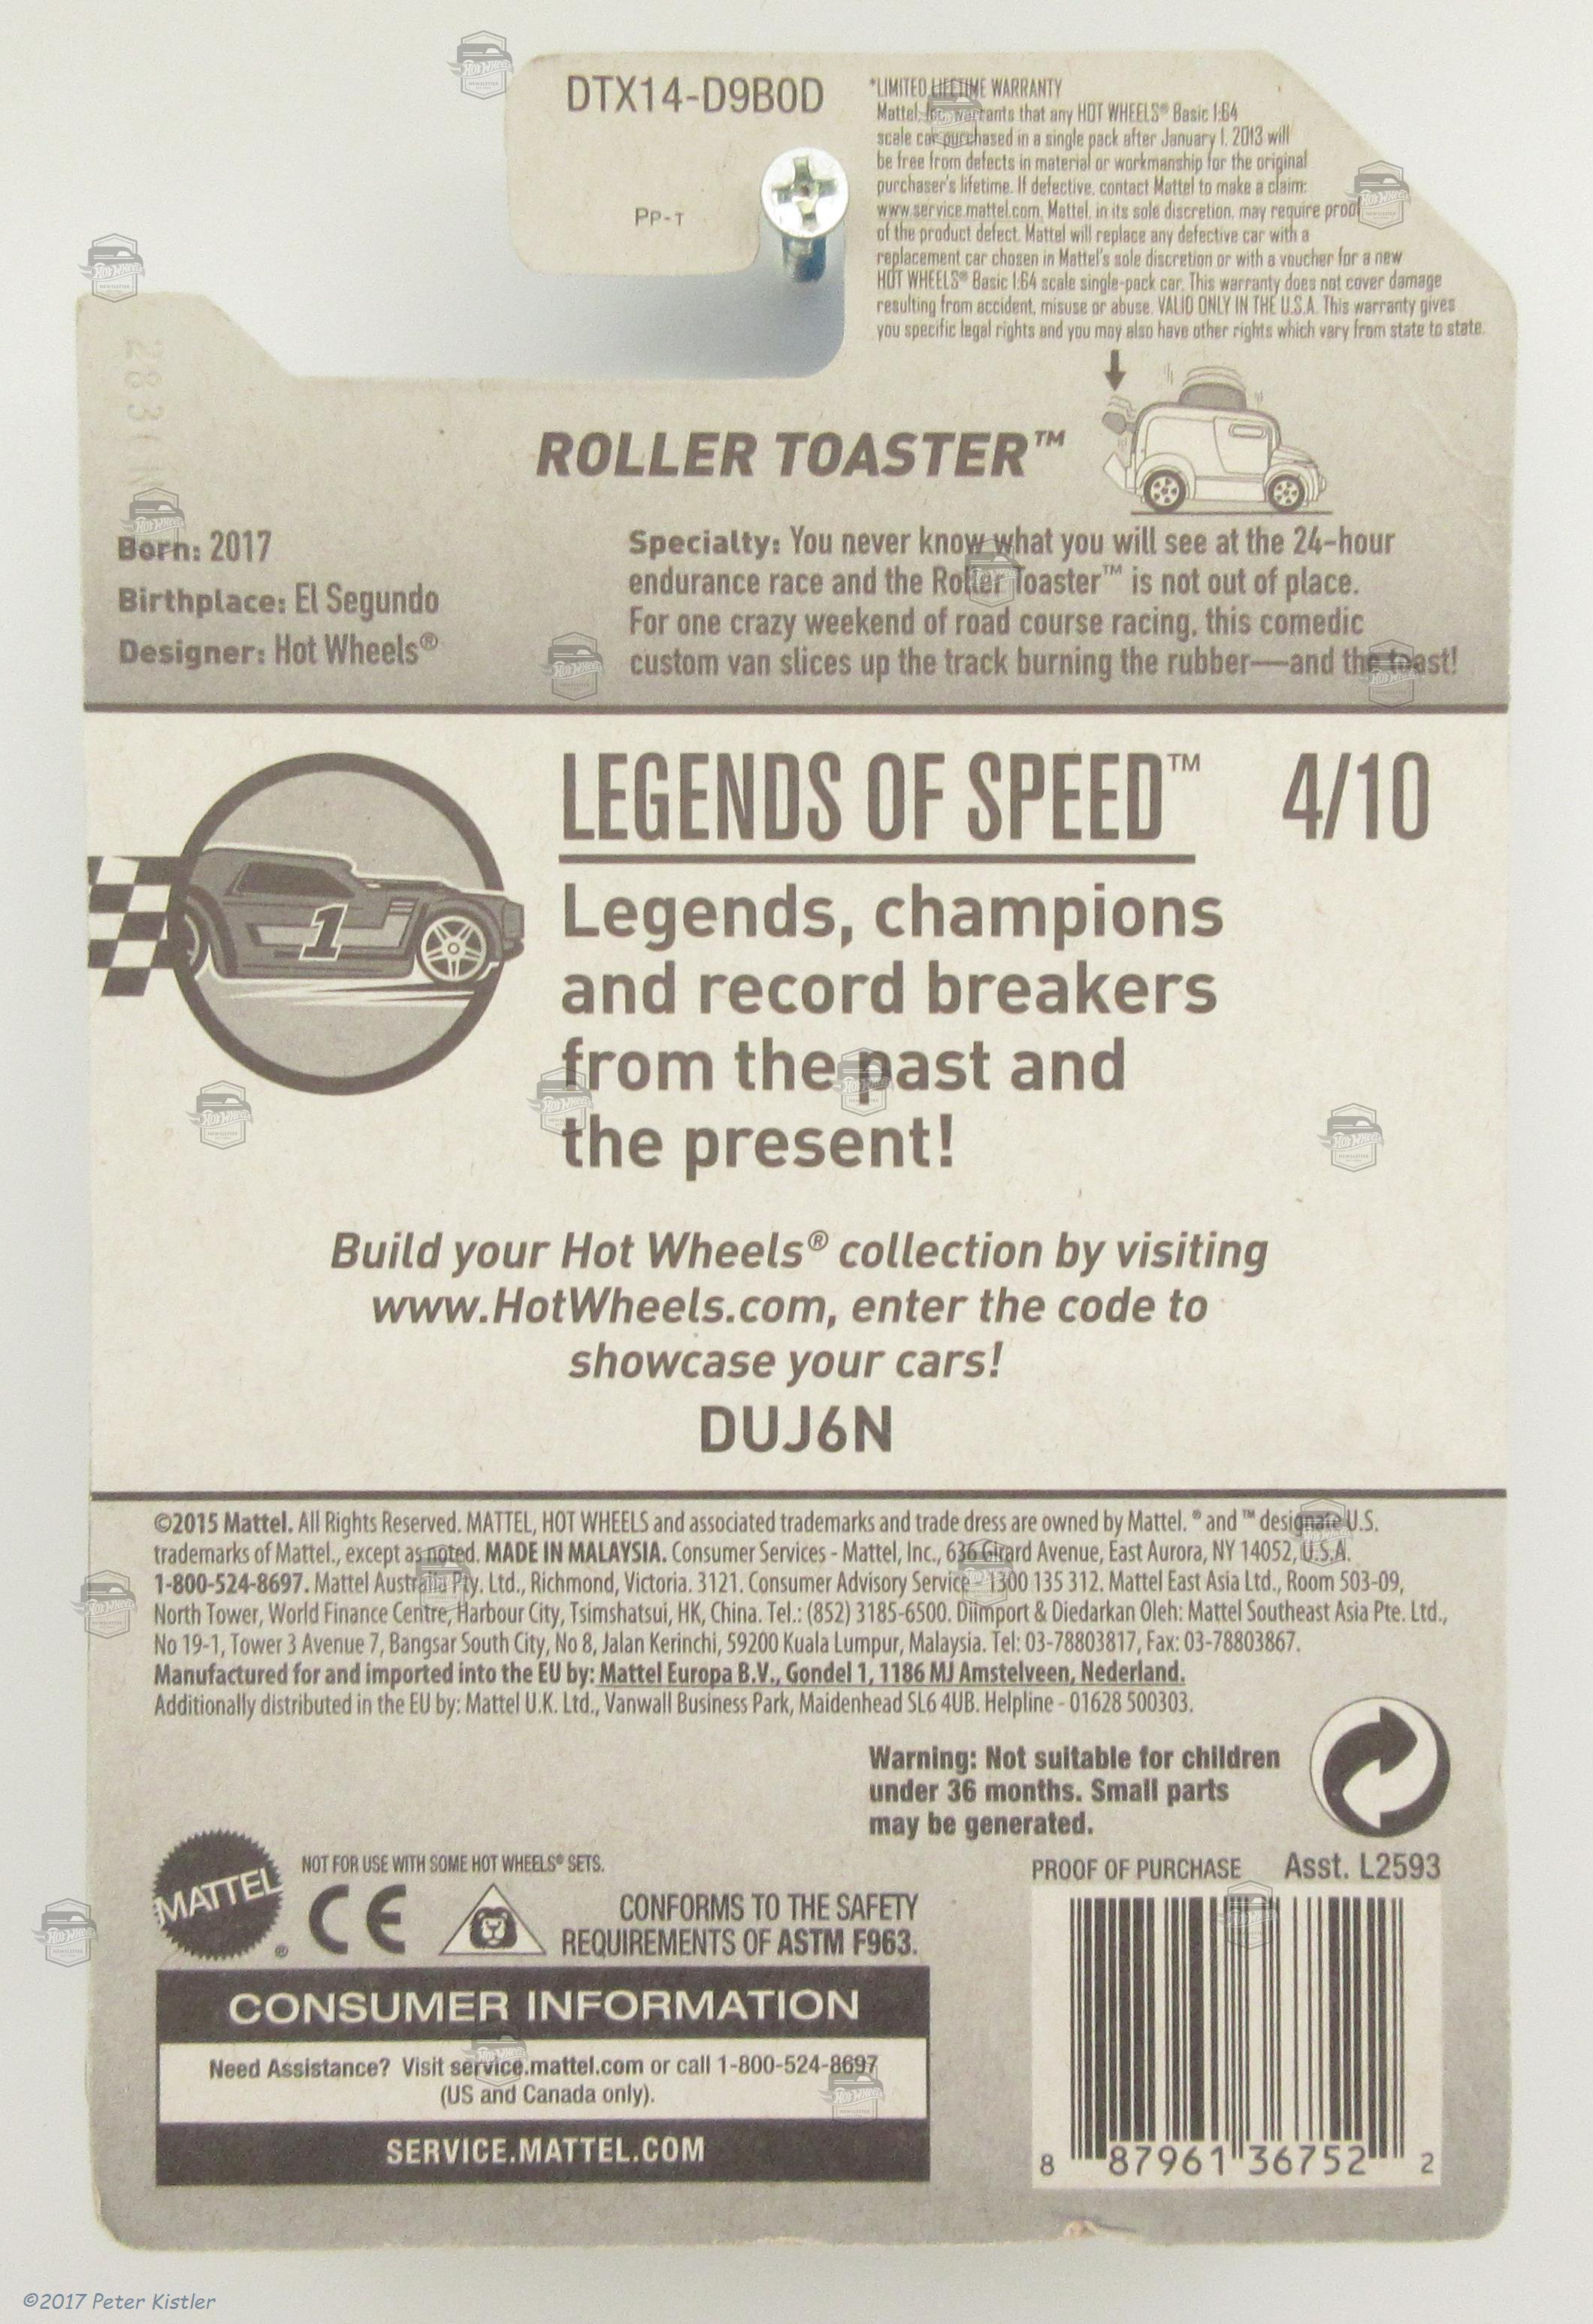 DTX14-D9B0D
PP-T
*LIMITED LIFETIME WARRANTY
Mattel, Inc. warrants that any HOT WHEELS® Basic 1:64
scale car purchased in a single pack after January 1, 2013 will
be free from defects in material or workmanship for the original
purchaser's lifetime. If defective, contact Mattel to make a claim:
www.service.mattel.com. Mattel, in its sole discretion, may require proof
of the product defect. Mattel will replace any defective car with a
replacement car chosen in Mattel's sole discretion or with a voucher for a new
HOT WHEELS® Basic 1:64 scale single-pack car. This warranty does not cover damage
resulting from accident, misuse or abuse. VALID ONLY IN THE U.S.A. This warranty gives
you specific legal rights and you may also have other rights which vary from state to state.
ROLLER TOASTER™
Born: 2017
Birthplace: El Segundo
Designer: Hot Wheels®
Specialty: You never know what you will see at the 24-hour
endurance race and the Roller Toaster™ is not out of place.
For one crazy weekend of road course racing, this comedic
custom van slices up the track burning the rubber—and the toast!
LEGENDS OF SPEED™ 4/10
1
Legends, champions
and record breakers
from the past and
the present!
Build your Hot Wheels® collection by visiting
www.HotWheels.com, enter the code to
showcase your cars!
DUJ6N
©2015 Mattel. All Rights Reserved. MATTEL, HOT WHEELS and associated trademarks and trade dress are owned by Mattel. ® and ™ designate U.S.
trademarks of Mattel., except as noted. MADE IN MALAYSIA. Consumer Services - Mattel, Inc., 636 Girard Avenue, East Aurora, NY 14052, U.S.A.
1-800-524-8697. Mattel Australia Pty. Ltd., Richmond, Victoria. 3121. Consumer Advisory Service - 1300 135 312. Mattel East Asia Ltd., Room 503-09,
North Tower, World Finance Centre, Harbour City, Tsimshatsui, HK, China. Tel.: (852) 3185-6500. Diimport & Diedarkan Oleh: Mattel Southeast Asia Pte. Ltd.,
No 19-1, Tower 3 Avenue 7, Bangsar South City, No 8, Jalan Kerinchi, 59200 Kuala Lumpur, Malaysia. Tel: 03-78803817, Fax: 03-78803867.
Manufactured for and imported into the EU by: Mattel Europa B.V., Gondel 1, 1186 MJ Amstelveen, Nederland.
Additionally distributed in the EU by: Mattel U.K. Ltd., Vanwall Business Park, Maidenhead SL6 4UB. Helpline - 01628 500303.
Warning: Not suitable for children
under 36 months. Small parts
may be generated.
MATTEL®
NOT FOR USE WITH SOME HOT WHEELS® SETS.
CE
CONFORMS TO THE SAFETY
REQUIREMENTS OF ASTM F963.
PROOF OF PURCHASE Asst. L2593
CONSUMER INFORMATION
Need Assistance? Visit service.mattel.com or call 1-800-524-8697
(US and Canada only).
SERVICE.MATTEL.COM
8 87961 36752 2
©2017 Peter Kistler